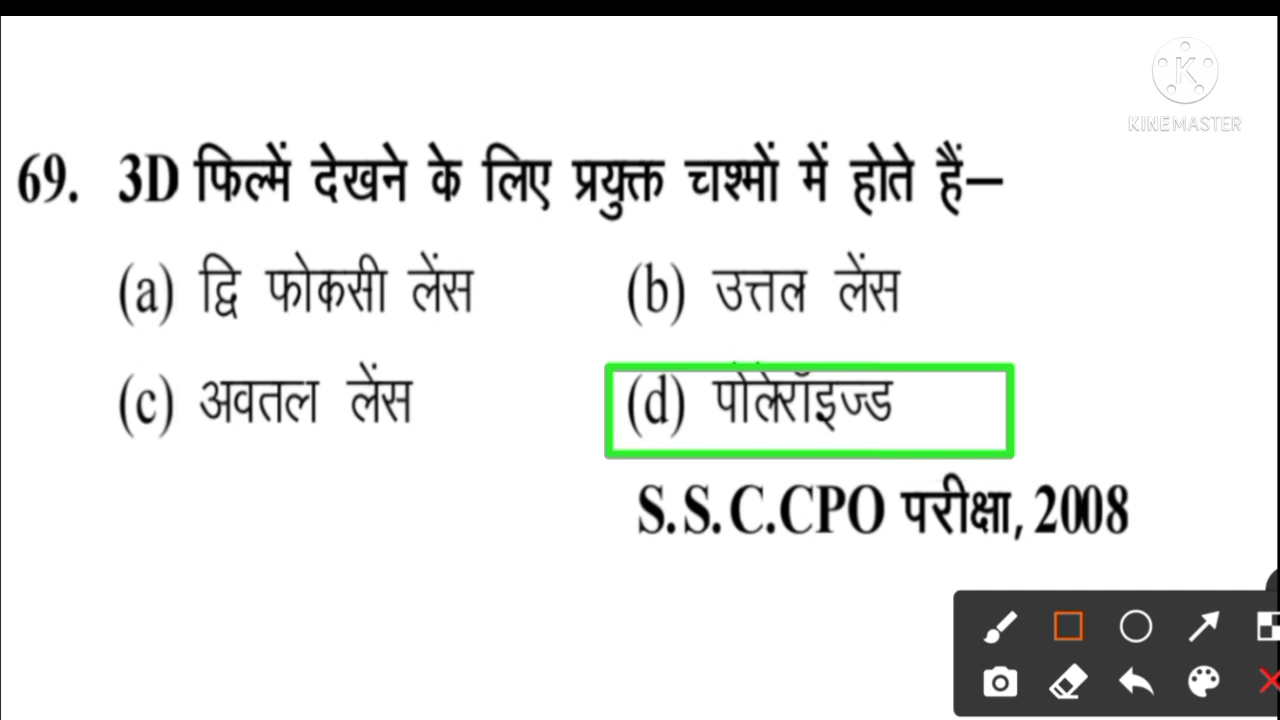 KINEMASTER
69. 3D फिल्में देखने के लिए प्रयुक्त चश्मों में होते हैं–
(a) द्वि फोकसी लेंस (b) उत्तल लेंस
(c) अवतल लेंस (d) पोलेरॉइज्ड
S.S.C.CPO परीक्षा, 2008